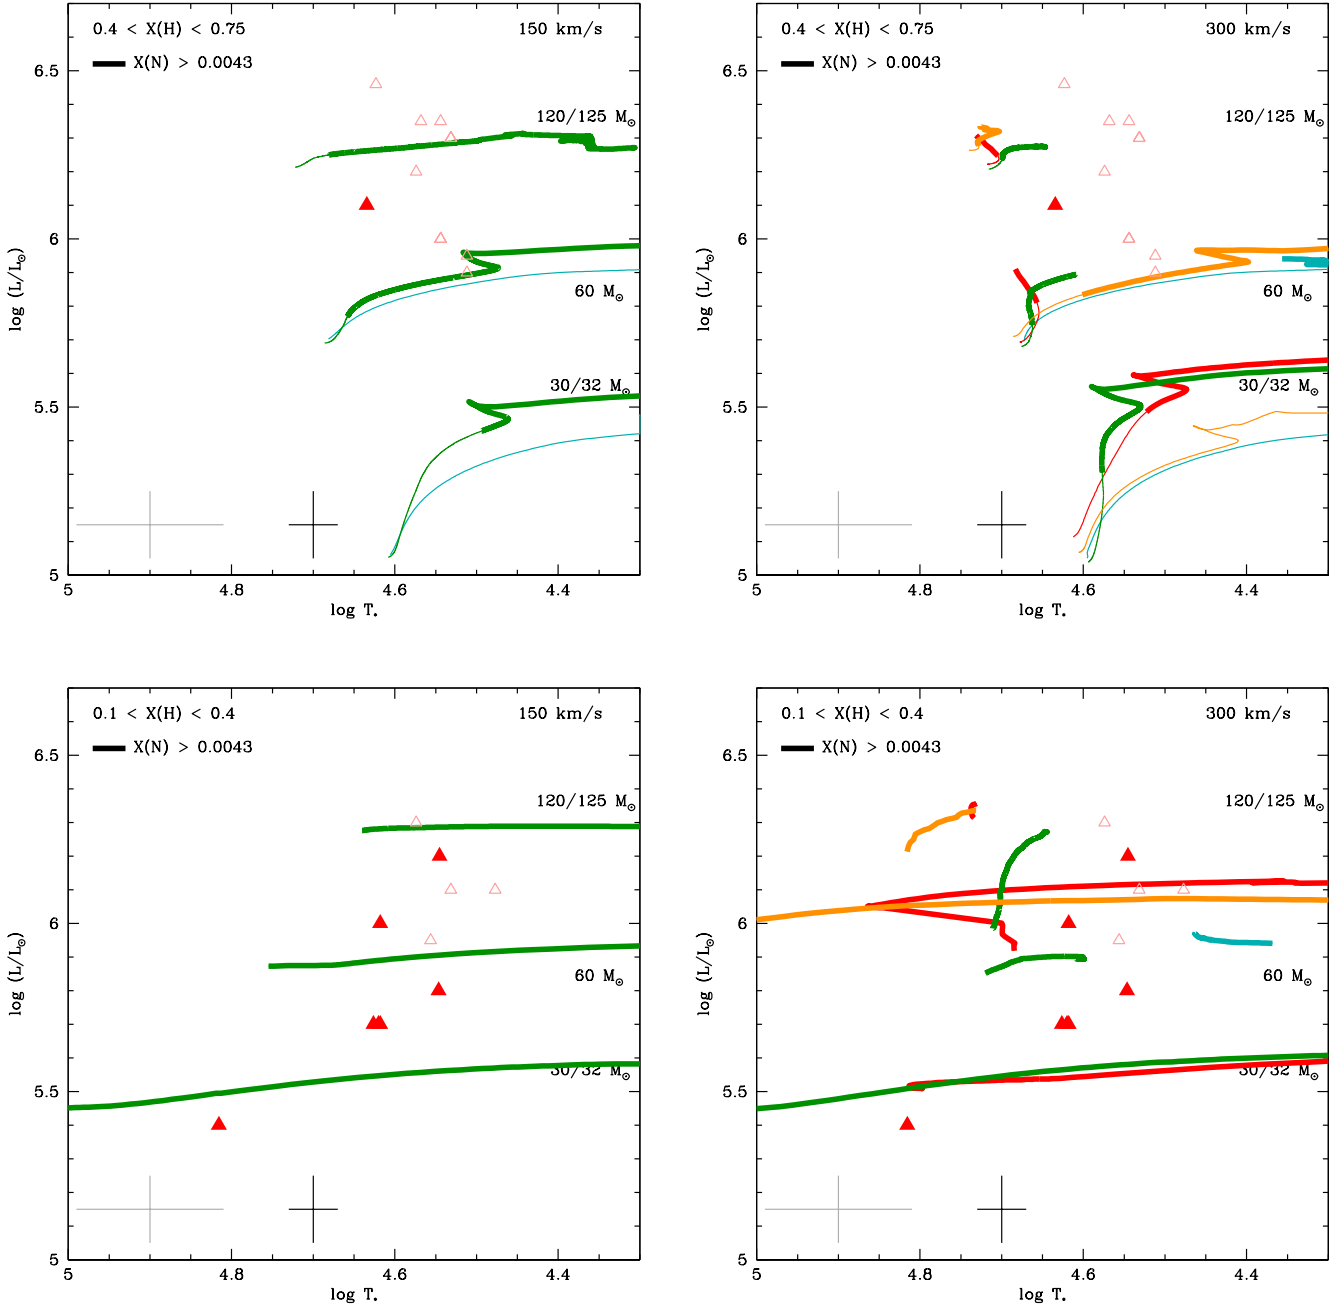 0.4 < X(H) < 0.75 150 km/s
X(N) > 0.0043
120/125 M⊙
60 M⊙
30/32 M⊙
6.5
6
5.5
5
log (L/L⊙)
5 4.8 4.6 4.4
log T*
0.4 < X(H) < 0.75 300 km/s
X(N) > 0.0043
120/125 M⊙
60 M⊙
30/32 M⊙
6.5
6
5.5
5
log (L/L⊙)
5 4.8 4.6 4.4
log T*
0.1 < X(H) < 0.4 150 km/s
X(N) > 0.0043
120/125 M⊙
60 M⊙
30/32 M⊙
6.5
6
5.5
5
log (L/L⊙)
5 4.8 4.6 4.4
log T*
0.1 < X(H) < 0.4 300 km/s
X(N) > 0.0043
120/125 M⊙
60 M⊙
30/32 M⊙
6.5
6
5.5
5
log (L/L⊙)
5 4.8 4.6 4.4
log T*